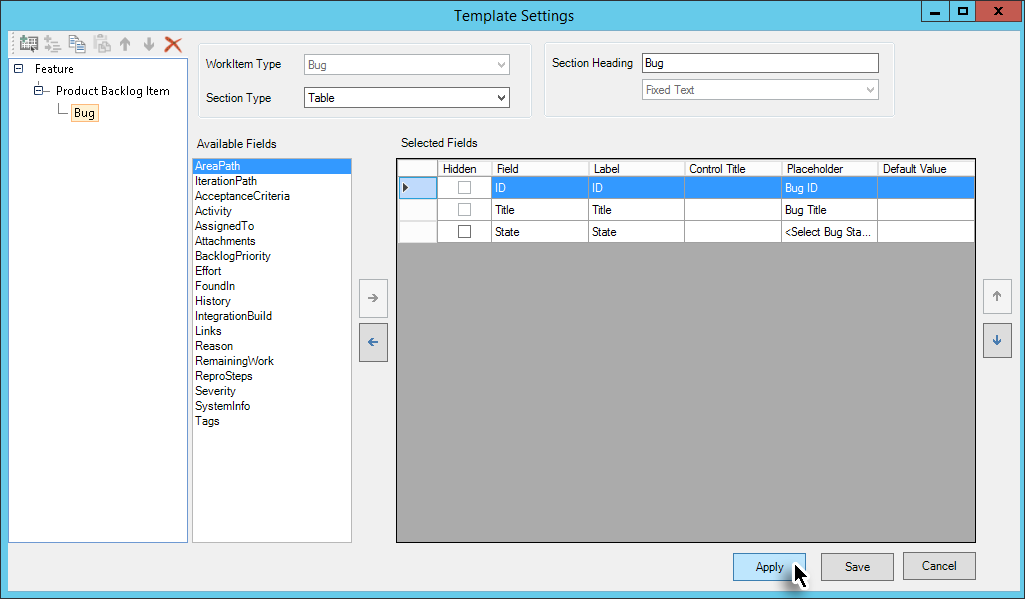 Template Settings
Feature
Product Backlog Item
Bug
WorkItem Type
Bug
Section Type
Table
Section Heading
Bug
Fixed Text
Available Fields
AreaPath
IterationPath
AcceptanceCriteria
Activity
AssignedTo
Attachments
BacklogPriority
Effort
FoundIn
History
IntegrationBuild
Links
Reason
RemainingWork
ReproSteps
Severity
SystemInfo
Tags
Selected Fields
Hidden Field Label Control Title Placeholder Default Value
ID ID Bug ID
Title Title Bug Title
State State <Select Bug Sta...
Apply Save Cancel